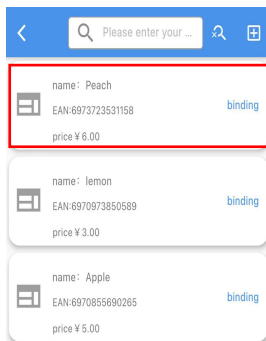 Please enter your ...
name: Peach
EAN:6973723531158
binding
price ¥ 6.00
name: lemon
EAN:6970973850589
binding
price ¥ 3.00
name: Apple
EAN:6970855690265
binding
price ¥ 5.00